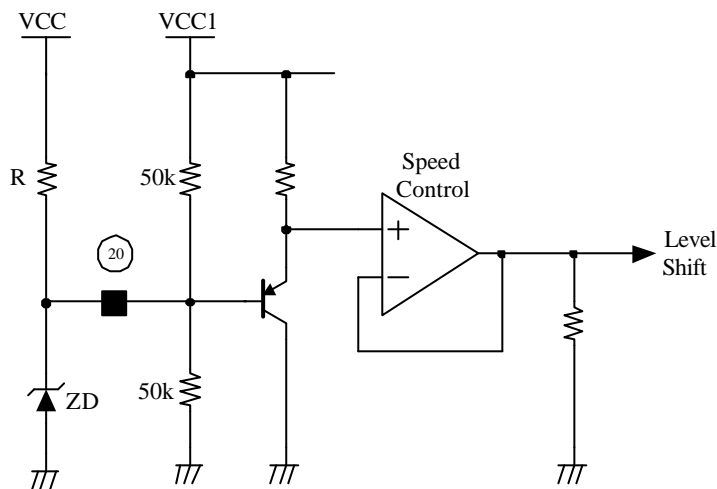 VCC
VCC1
R
50k
Speed
Control
20
+
−
Level
Shift
ZD
50k